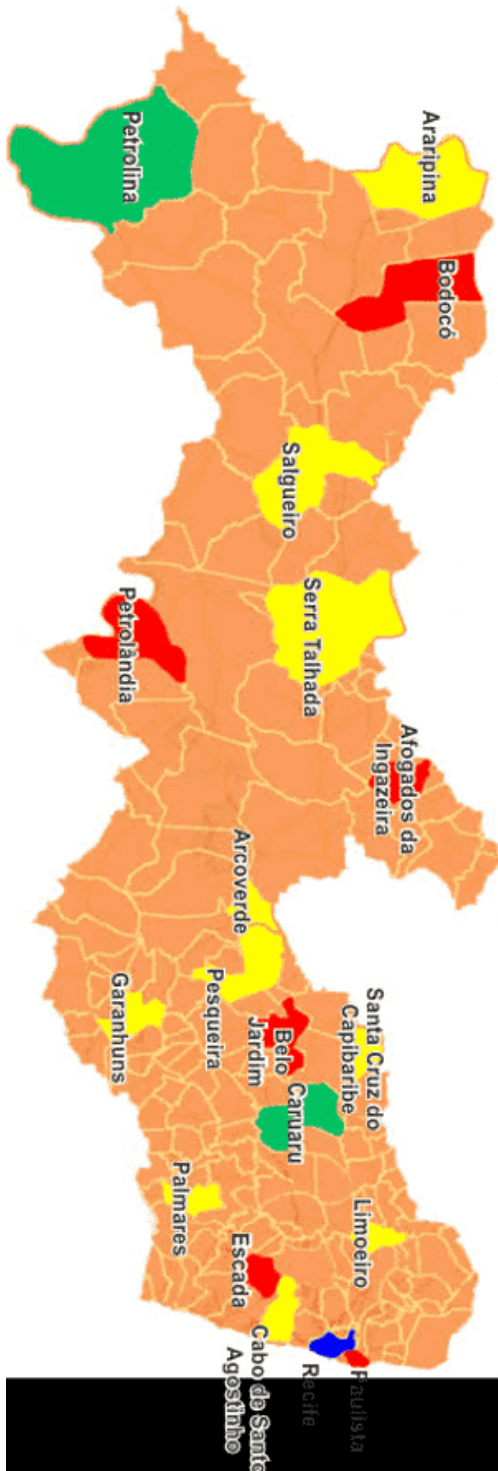 Araripina
Petrolina
Bodocó
Salgueiro
Serra Talhada
Petrolândia
Afogados da
Ingazeira
Arcoverde
Pesqueira
Garanhuns
Santa Cruz do
Capibaribe
Belo
Jardim
Caruaru
Limoeiro
Palmares
Escada
Cabo de Santo
Agostinho
Recife
Paulista